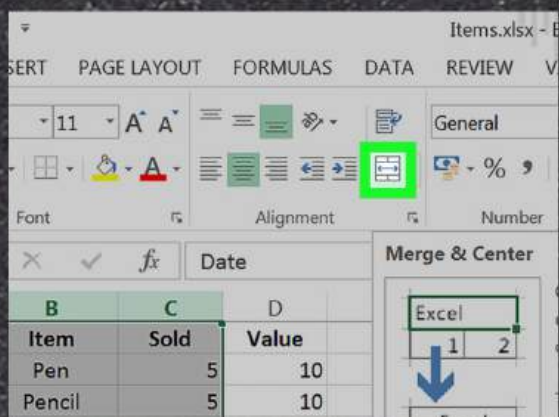 Items.xlsx - E
SERT PAGE LAYOUT FORMULAS DATA REVIEW V
11 A A General
A % ,
Font Alignment Number
fx Date
Merge & Center
B C D
Item Sold Value
Pen 5 10
Pencil 5 10
Excel
1 2